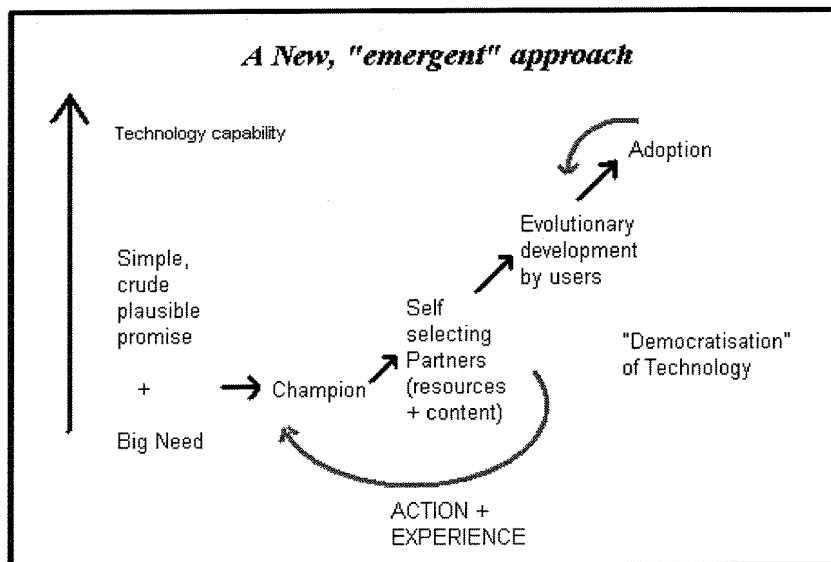 A New, "emergent" approach
Technology capability
Adoption
Evolutionary
development
by users
Simple,
crude
plausible
promise
+
Big Need
Champion
Self
selecting
Partners
(resources
+ content)
"Democratisation"
of Technology
ACTION +
EXPERIENCE